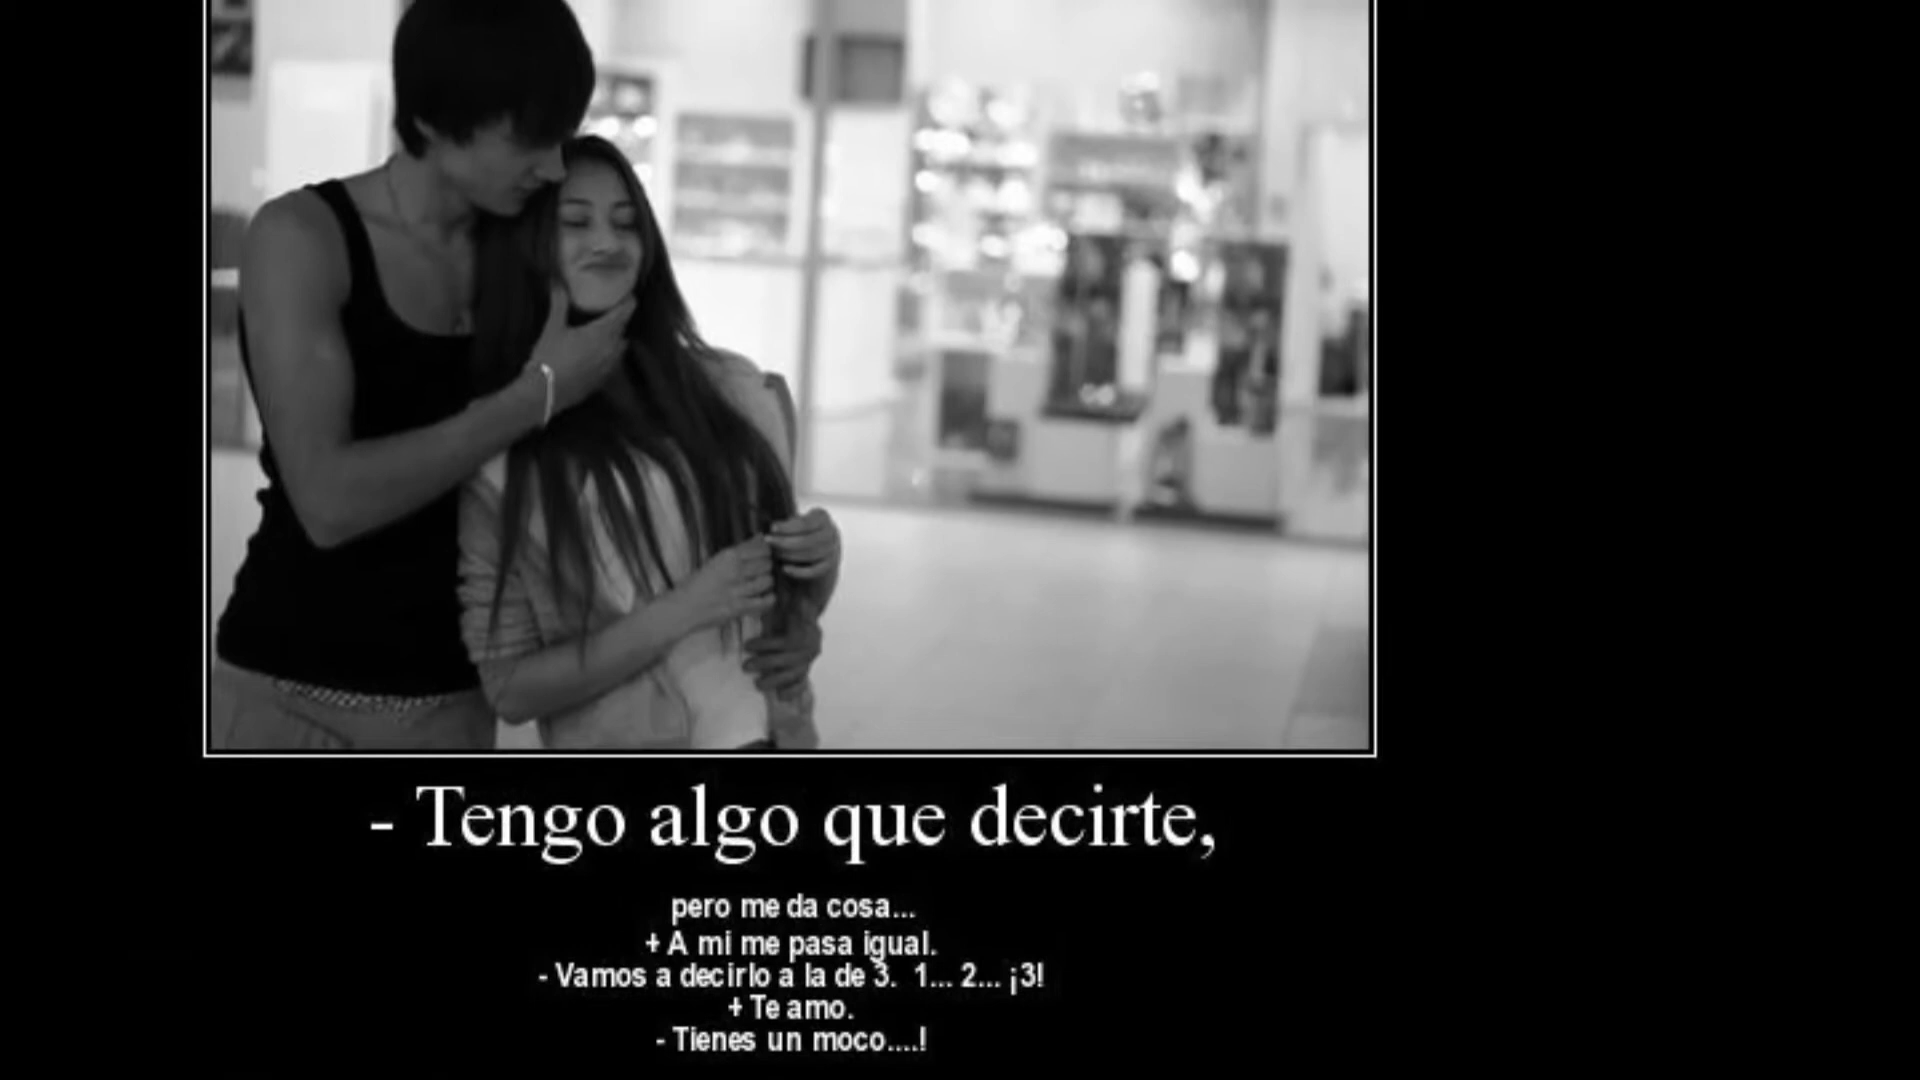 - Tengo algo que decirte,
pero me da cosa...
+ A mi me pasa igual.
- Vamos a decirlo a la de 3. 1... 2... ¡3!
+ Te amo.
- Tienes un moco....!